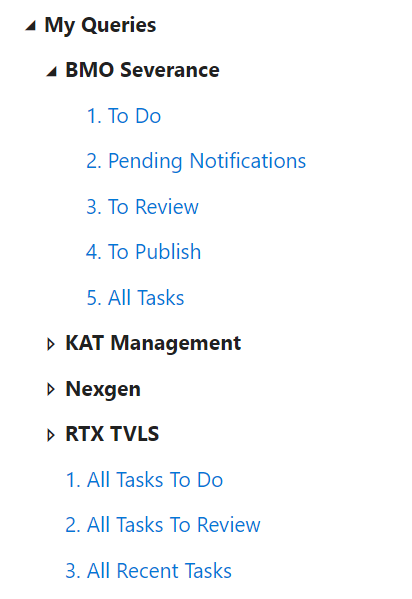 My Queries
BMO Severance
1. To Do
2. Pending Notifications
3. To Review
4. To Publish
5. All Tasks
KAT Management
Nexgen
RTX TVLS
1. All Tasks To Do
2. All Tasks To Review
3. All Recent Tasks